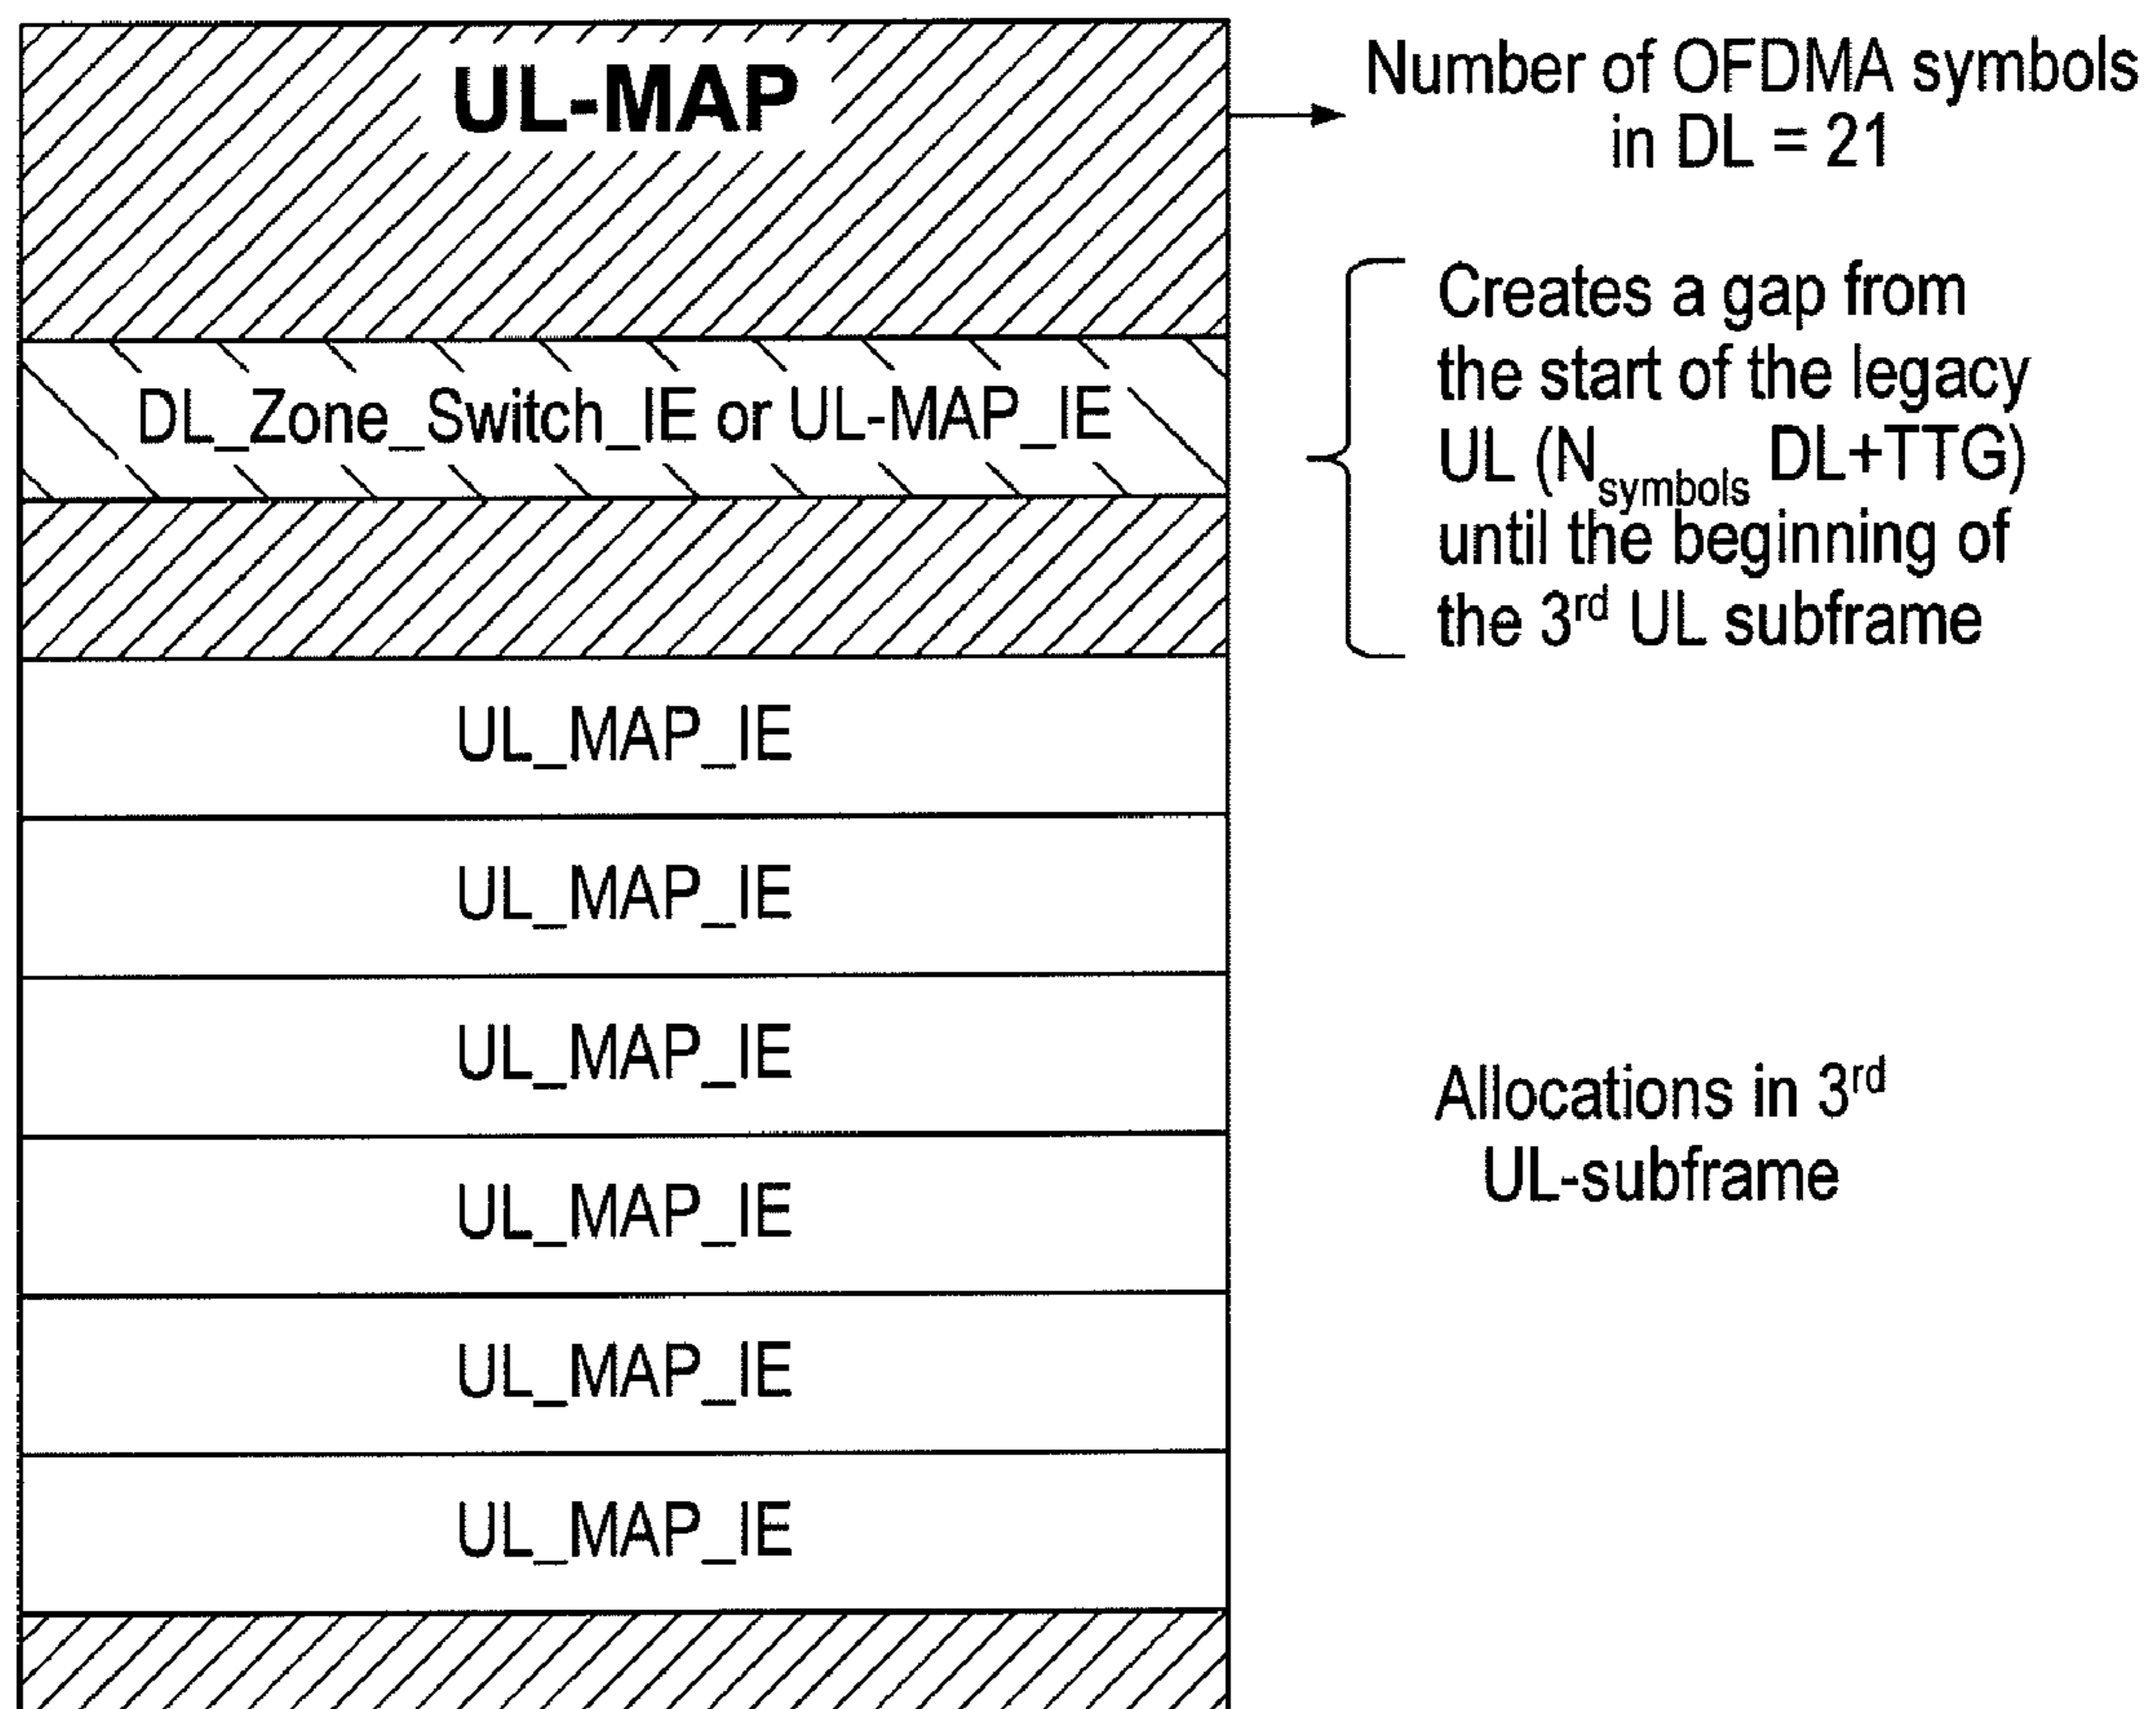 UL-MAP
Number of OFDMA symbols
in DL = 21
DL_Zone_Switch_IE or UL-MAP_IE
Creates a gap from
the start of the legacy
UL (Nsymbols DL+TTG)
until the beginning of
the 3rd UL subframe
UL_MAP_IE
UL_MAP_IE
UL_MAP_IE
UL_MAP_IE
UL_MAP_IE
UL_MAP_IE
Allocations in 3rd
UL-subframe